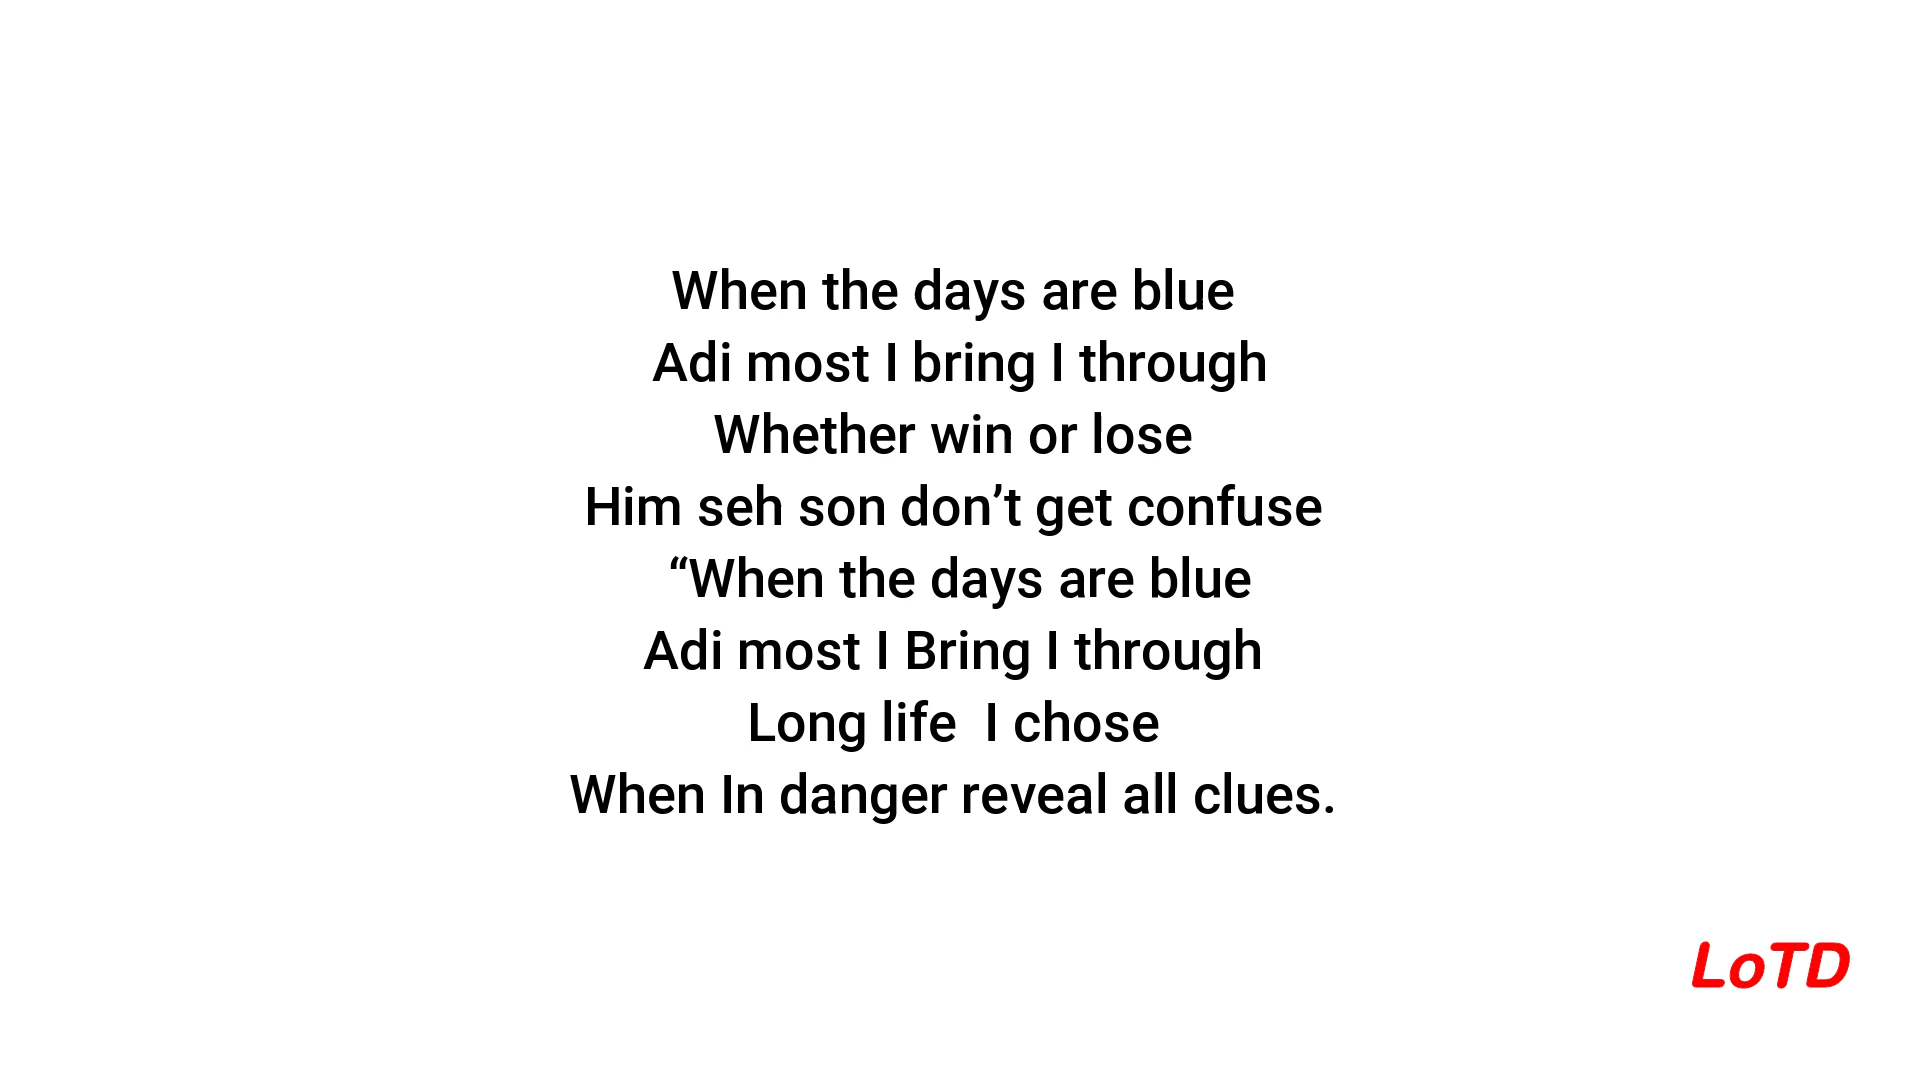 When the days are blue
Adi most I bring I through
Whether win or lose
Him seh son don’t get confuse
“When the days are blue
Adi most I Bring I through
Long life  I chose
When In danger reveal all clues.
LoTD